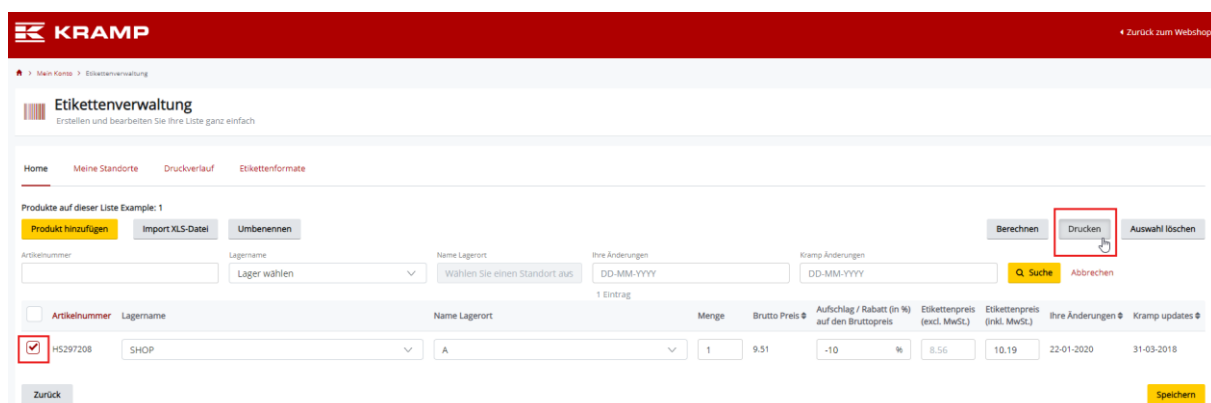 KRAMP
Zurück zum Webshop
Mein Konto > Etikettenverwaltung
Etikettenverwaltung
Erstellen und bearbeiten Sie Ihre Liste ganz einfach
Home Meine Standorte Druckverlauf Etikettenformate
Produkte auf dieser Liste Example: 1
Produkt hinzufügen Import XLS-Datei Umbenennen Berechnen Drucken Auswahl löschen
Artikelnummer Lagername Name Lagerort Ihre Änderungen Kramp Änderungen
Lager wählen Wählen Sie einen Standort aus DD-MM-YYYY DD-MM-YYYY Suche Abbrechen
1 Eintrag
Artikelnummer Lagername Name Lagerort Menge Brutto Preis Aufschlag / Rabatt (in %) Etikettenpreis Etikettenpreis Ihre Änderungen Kramp updates
auf den Bruttopreis (excl. MwSt.) (inkl. MwSt.)
HS297208 SHOP A 1 9.51 -10 % 8.56 10.19 22-01-2020 31-03-2018
Zurück Speichern